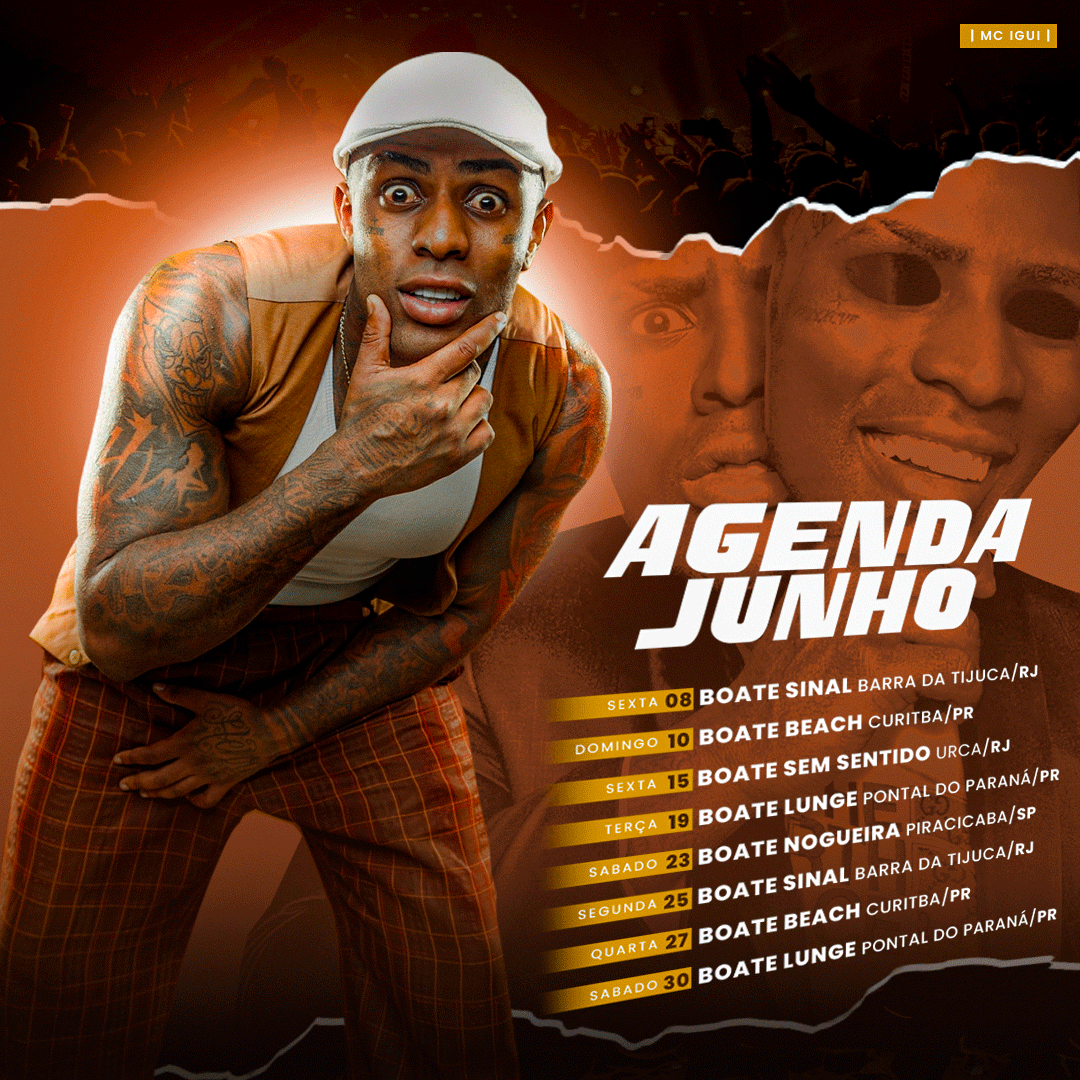 | MC IGUI |
AGENDA
JUNHO
SEXTA 08 BOATE SINAL BARRA DA TIJUCA/RJ
DOMINGO 10 BOATE BEACH CURITBA/PR
SEXTA 15 BOATE SEM SENTIDO URCA/RJ
TERÇA 19 BOATE LUNGE PONTAL DO PARANÁ/PR
SABADO 23 BOATE NOGUEIRA PIRACICABA/SP
SEGUNDA 25 BOATE SINAL BARRA DA TIJUCA/RJ
QUARTA 27 BOATE BEACH CURITBA/PR
SABADO 30 BOATE LUNGE PONTAL DO PARANÁ/PR